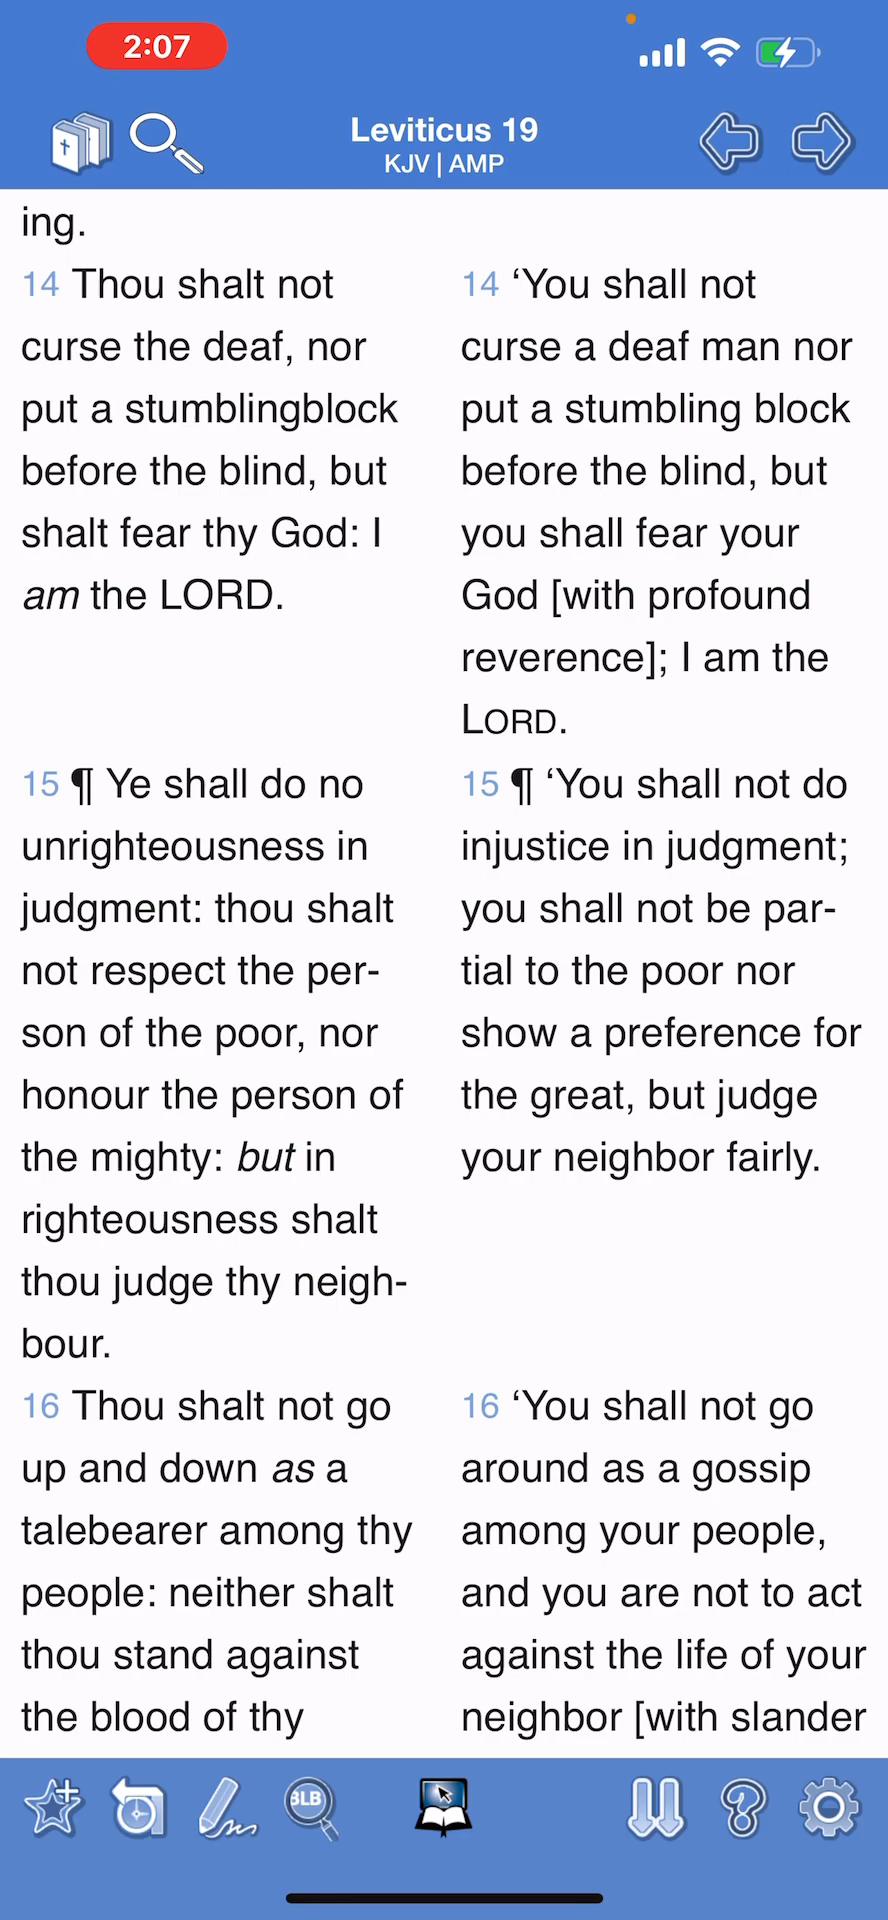 2:07
Leviticus 19
KJV | AMP
ing.
14 Thou shalt not
curse the deaf, nor
put a stumblingblock
before the blind, but
shalt fear thy God: I
am the LORD.
15 ¶ Ye shall do no
unrighteousness in
judgment: thou shalt
not respect the per-
son of the poor, nor
honour the person of
the mighty: but in
righteousness shalt
thou judge thy neigh-
bour.
16 Thou shalt not go
up and down as a
talebearer among thy
people: neither shalt
thou stand against
the blood of thy
14 ‘You shall not
curse a deaf man nor
put a stumbling block
before the blind, but
you shall fear your
God [with profound
reverence]; I am the
LORD.
15 ¶ ‘You shall not do
injustice in judgment;
you shall not be par-
tial to the poor nor
show a preference for
the great, but judge
your neighbor fairly.
16 ‘You shall not go
around as a gossip
among your people,
and you are not to act
against the life of your
neighbor [with slander
BLB